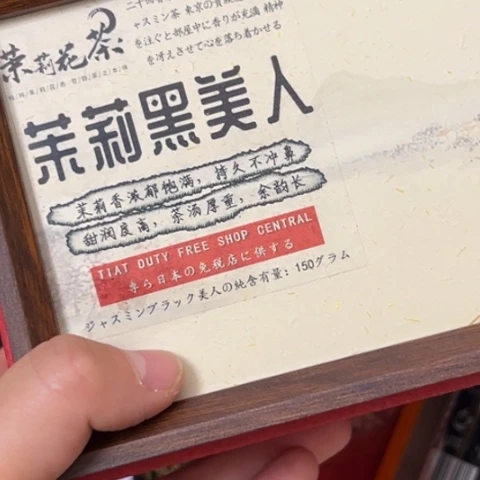 茉莉花茶
ャスミン茶 東京の
を注ぐと部屋中に香りが充満 精神
を冴えさせて心を落ち着かせる
茉莉黑美人
茉莉香浓郁饱满，持久不冲鼻
甜润度高，茶汤厚重，余韵长
TIAT DUTY FREE SHOP CENTRAL
専ら日本の免税店に供する
ジャスミンブラック美人の純含有量：150グラム